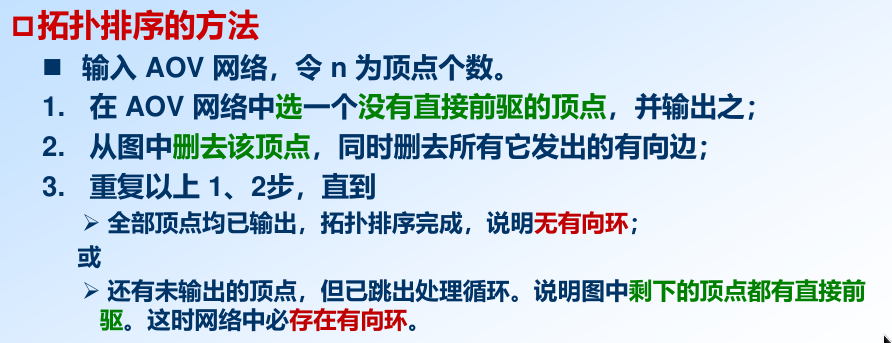 拓扑排序的方法
输入 AOV 网络，令 n 为顶点个数。
1. 在 AOV 网络中选一个没有直接前驱的顶点，并输出之；
2. 从图中删去该顶点，同时删去所有它发出的有向边；
3. 重复以上 1、2步，直到
全部顶点均已输出，拓扑排序完成，说明无有向环；
或
还有未输出的顶点，但已跳出处理循环。说明图中剩下的顶点都有直接前
驱。这时网络中必存在有向环。